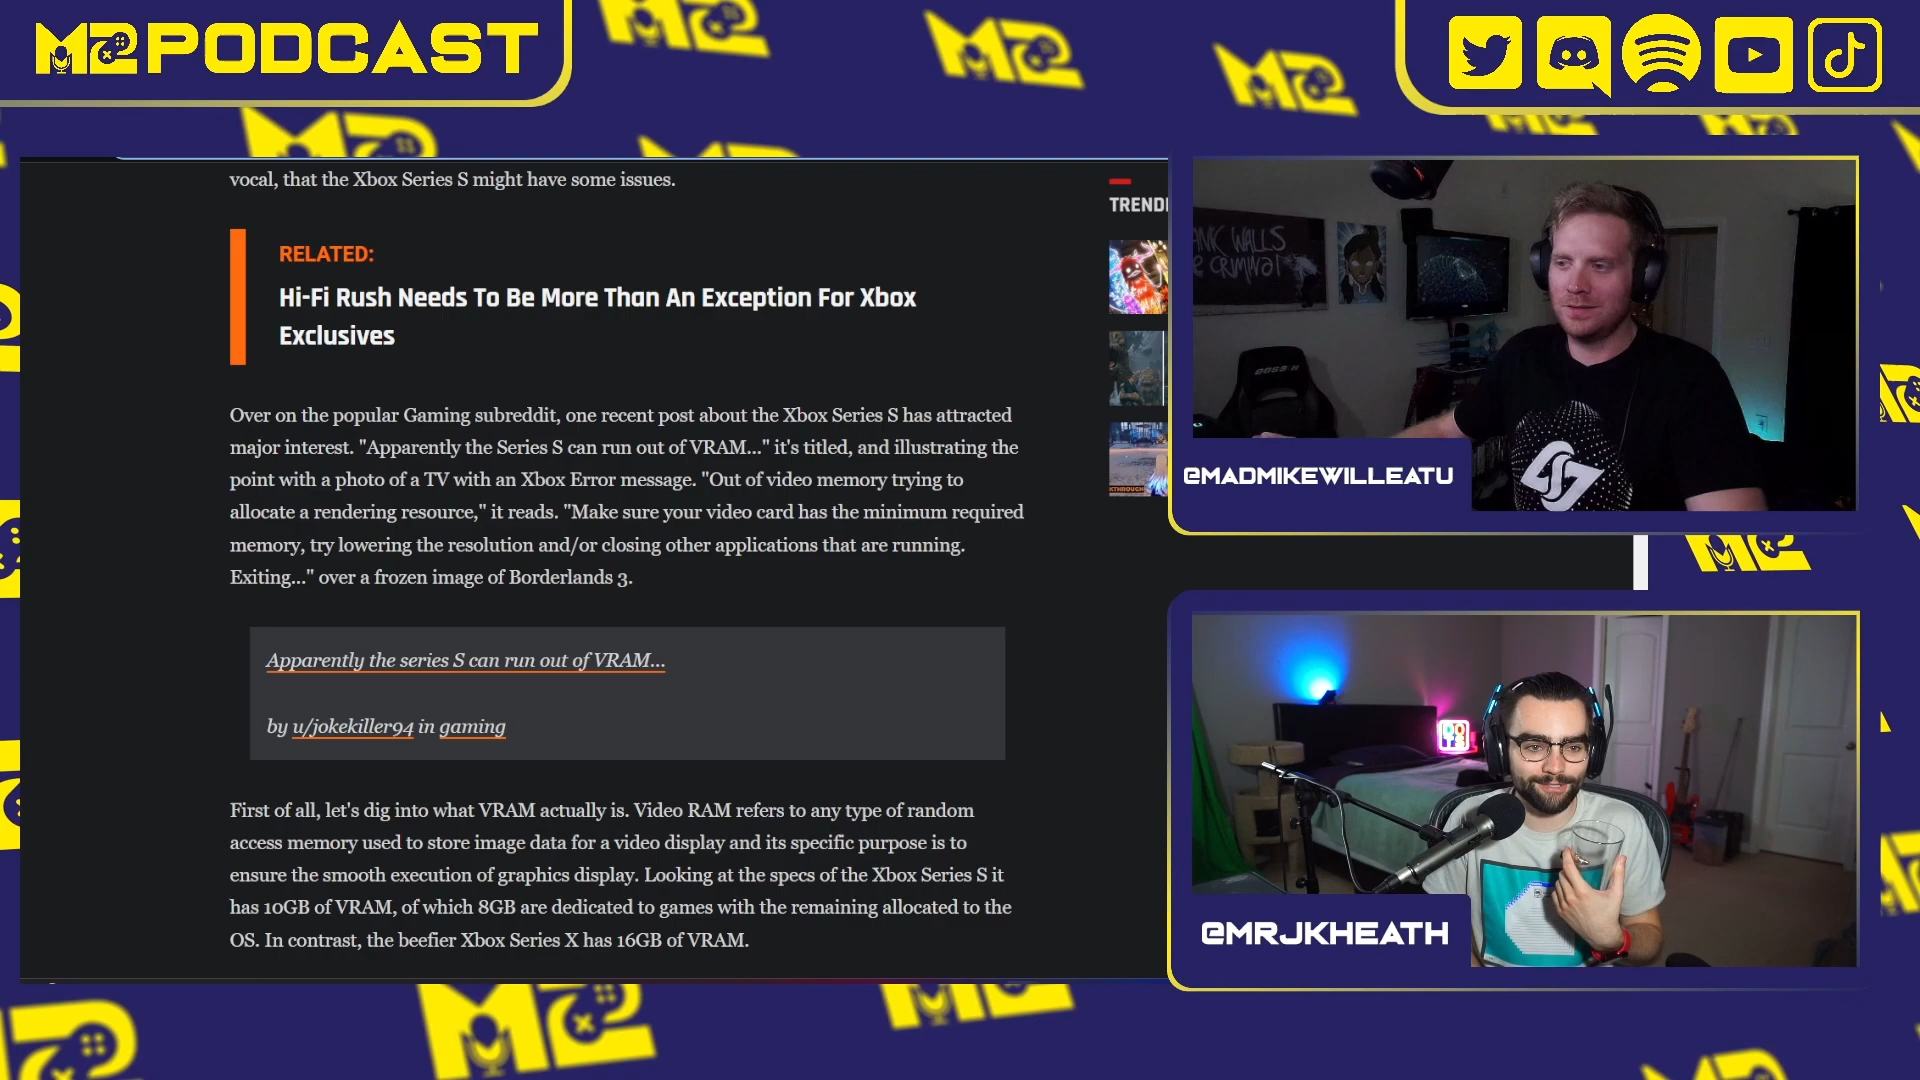 M2 PODCAST
vocal, that the Xbox Series S might have some issues.
RELATED:
Hi-Fi Rush Needs To Be More Than An Exception For Xbox
Exclusives
Over on the popular Gaming subreddit, one recent post about the Xbox Series S has attracted
major interest. "Apparently the Series S can run out of VRAM..." it's titled, and illustrating the
point with a photo of a TV with an Xbox Error message. "Out of video memory trying to
allocate a rendering resource," it reads. "Make sure your video card has the minimum required
memory, try lowering the resolution and/or closing other applications that are running.
Exiting..." over a frozen image of Borderlands 3.
Apparently the series S can run out of VRAM...
by u/jokekiller94 in gaming
First of all, let's dig into what VRAM actually is. Video RAM refers to any type of random
access memory used to store image data for a video display and its specific purpose is to
ensure the smooth execution of graphics display. Looking at the specs of the Xbox Series S it
has 10GB of VRAM, of which 8GB are dedicated to games with the remaining allocated to the
OS. In contrast, the beefier Xbox Series X has 16GB of VRAM.
TRENDI
@MADMIKEWILLEATU
@MRJKHEATH